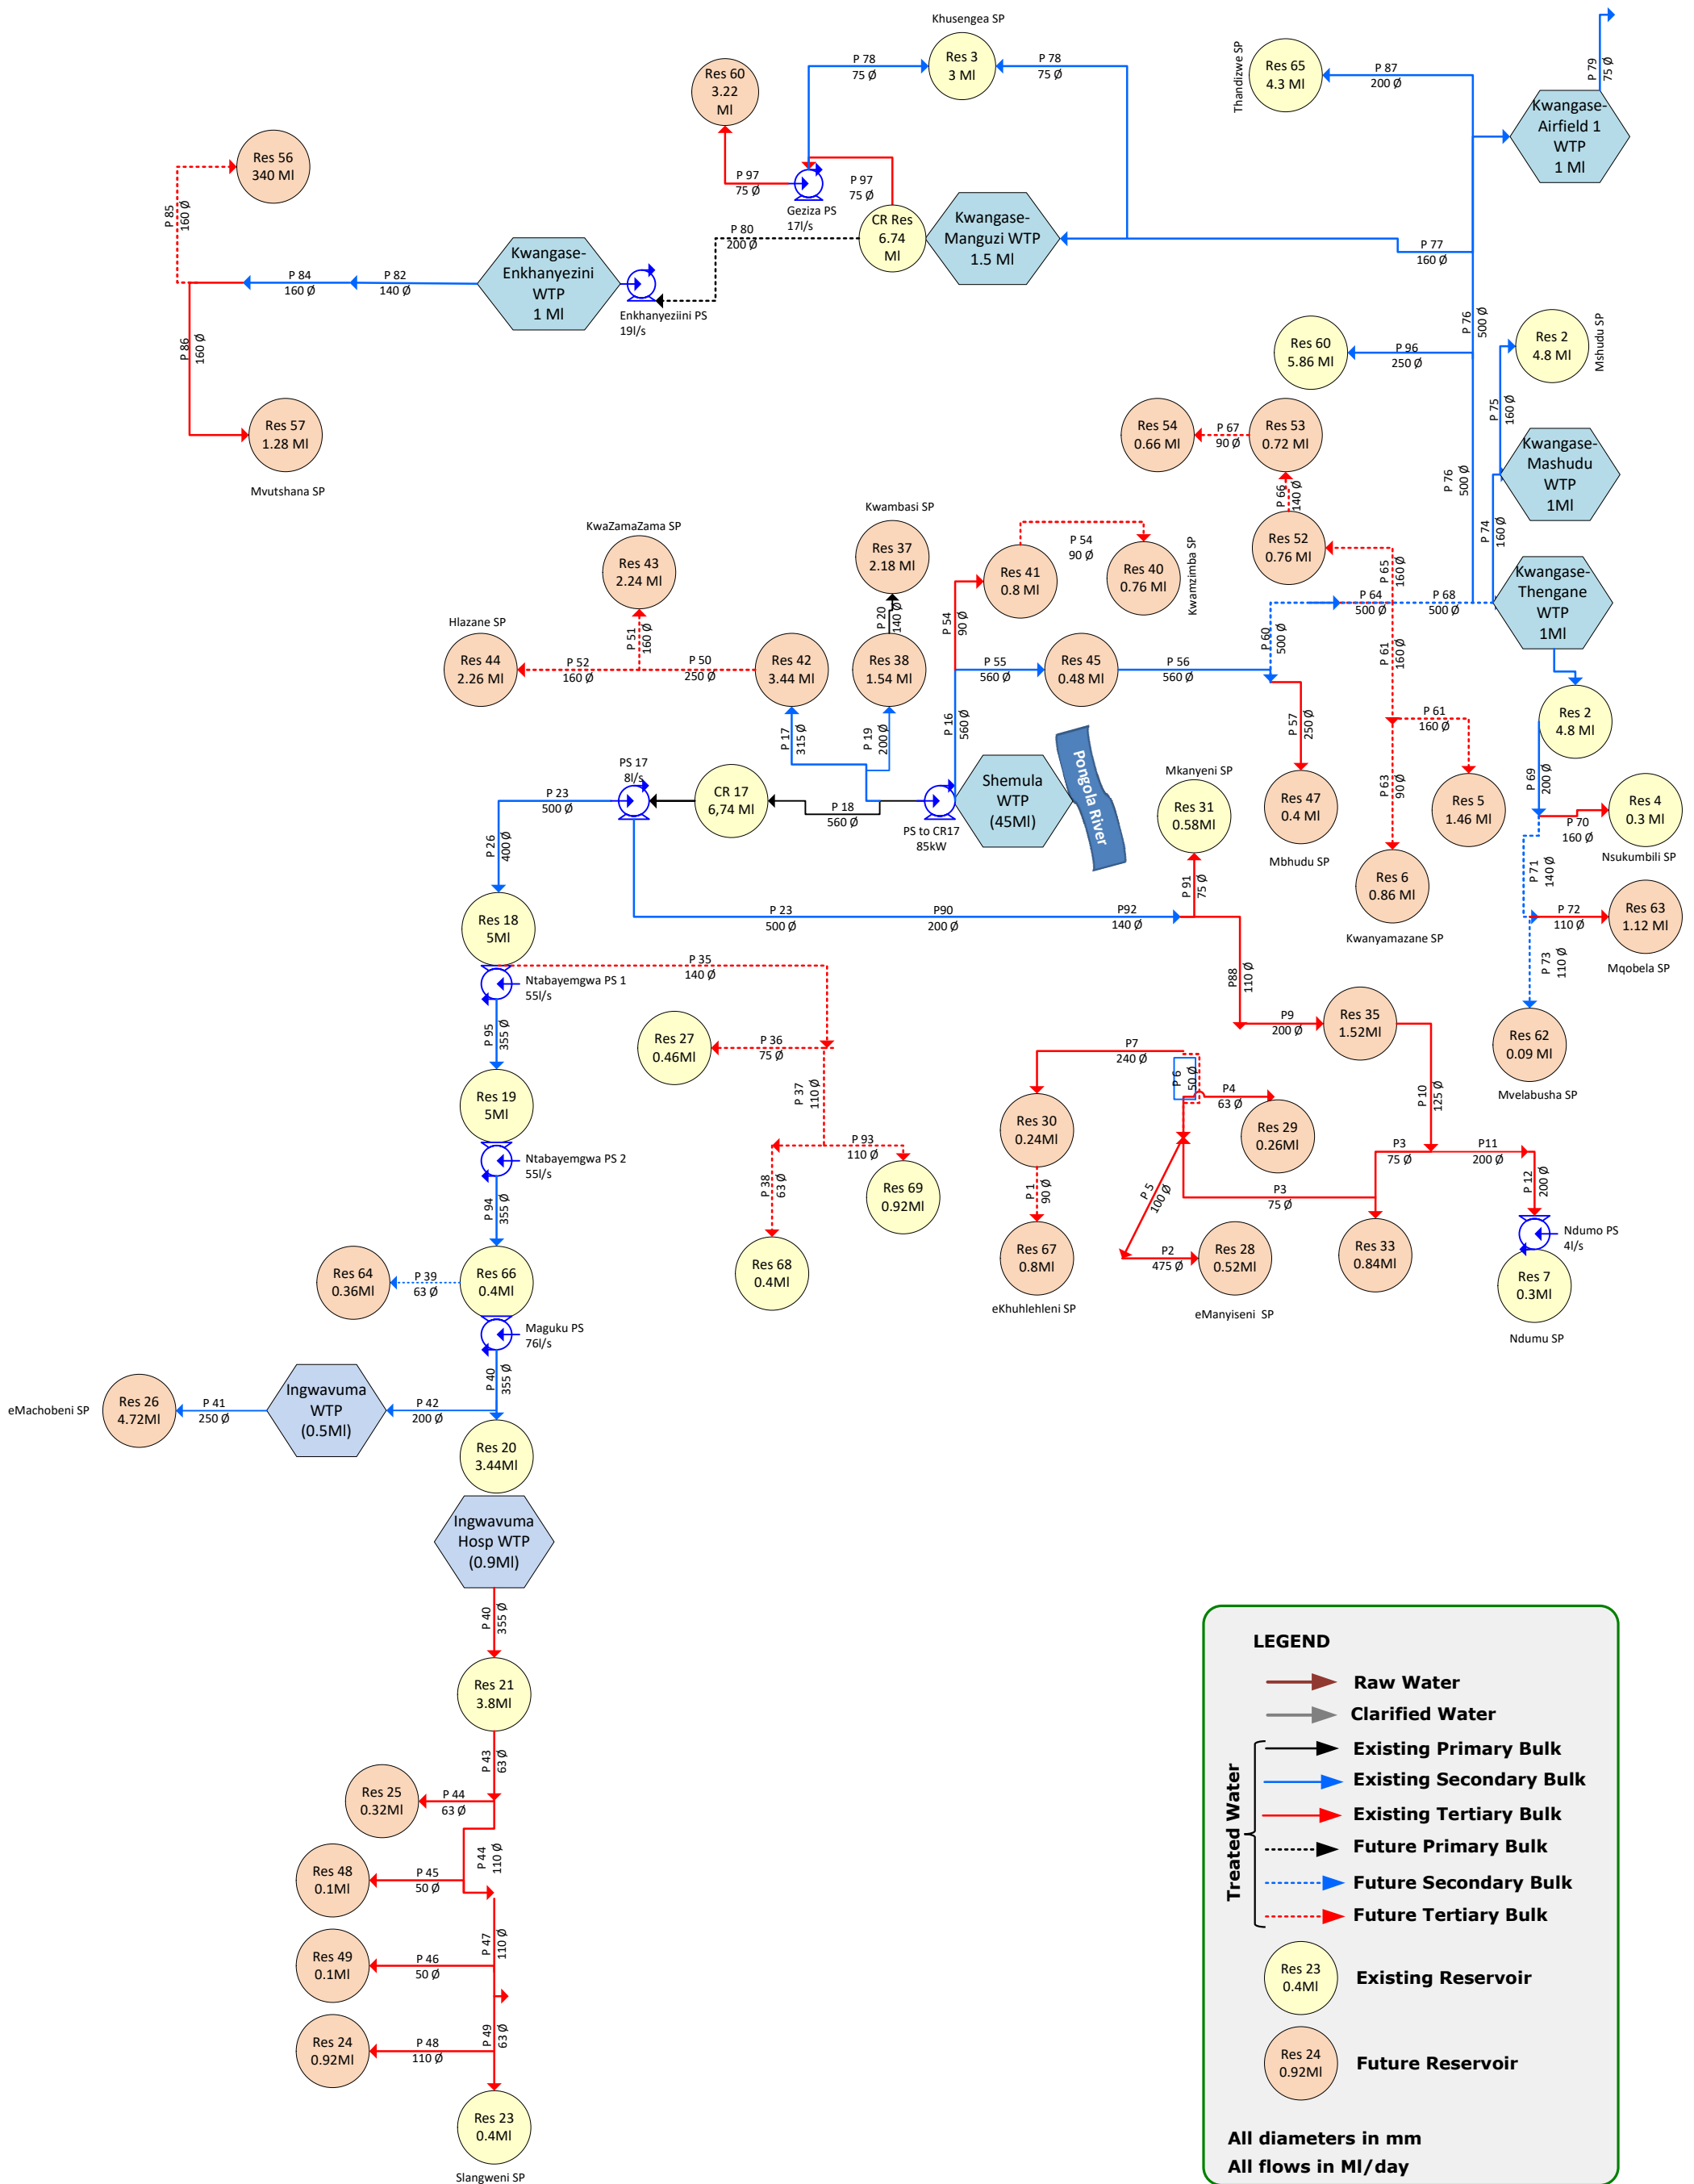 Khusengea SP
Thandizwe SP
Res 3
3 Ml
P 78
75 Ø
P 78
75 Ø
Res 60
3.22
Ml
Res 65
4.3 Ml
P 87
200 Ø
P 79
75 Ø
Kwangase-
Airfield 1
WTP
1 Ml
Res 56
340 Ml
P 85
160 Ø
P 97
75 Ø
Geziza PS
17l/s
P 97
75 Ø
CR Res
6.74
Ml
Kwangase-
Manguzi WTP
1.5 Ml
P 80
200 Ø
P 77
160 Ø
Kwangase-
Enkhanyezini
WTP
1 Ml
Enkhanyeziini PS
19l/s
P 84
160 Ø
P 82
140 Ø
P 86
160 Ø
Res 57
1.28 Ml
Mvutshana SP
P 76
500 Ø
Res 60
5.86 Ml
P 96
250 Ø
Res 2
4.8 Ml
Mshudu SP
P 75
160 Ø
Kwangase-
Mashudu
WTP
1Ml
Res 54
0.66 Ml
P 67
90 Ø
Res 53
0.72 Ml
P 66
140 Ø
P 76
500 Ø
P 74
160 Ø
KwaZamaZama SP
Res 43
2.24 Ml
Kwambasi SP
Res 37
2.18 Ml
P 54
90 Ø
Res 41
0.8 Ml
Res 40
0.76 Ml
Kwamzimba SP
Res 52
0.76 Ml
P 65
160 Ø
Kwangase-
Thengane
WTP
1Ml
P 64
500 Ø
P 68
500 Ø
P 60
500 Ø
P 61
160 Ø
P 20
140 Ø
P 54
90 Ø
Hlazane SP
Res 44
2.26 Ml
P 52
160 Ø
P 51
160 Ø
P 50
250 Ø
Res 42
3.44 Ml
Res 38
1.54 Ml
P 55
560 Ø
Res 45
0.48 Ml
P 56
560 Ø
P 17
315 Ø
P 19
200 Ø
P 16
560 Ø
P 57
250 Ø
P 61
160 Ø
Res 2
4.8 Ml
P 69
200 Ø
PS 17
8l/s
CR 17
6,74 Ml
P 18
560 Ø
PS to CR17
85kW
Shemula
WTP
(45Ml)
Pongola River
Mkanyeni SP
Res 31
0.58Ml
Res 47
0.4 Ml
Mbhudu SP
P 63
90 Ø
Res 5
1.46 Ml
Res 4
0.3 Ml
P 70
160 Ø
Nsukumbili SP
P 71
140 Ø
P 23
500 Ø
P 26
400 Ø
Res 6
0.86 Ml
Kwanyamazane SP
P 91
75 Ø
P 23
500 Ø
P90
200 Ø
P92
140 Ø
P 72
110 Ø
Res 63
1.12 Ml
Mqobela SP
P 73
110 Ø
Res 62
0.09 Ml
Mvelabusha SP
Res 18
5Ml
Ntabayemgwa PS 1
55l/s
P 35
140 Ø
P88
110 Ø
P9
200 Ø
Res 35
1.52Ml
P 95
355 Ø
Res 27
0.46Ml
P 36
75 Ø
P 37
110 Ø
P7
240 Ø
P 6
50 Ø
P4
63 Ø
P 10
125 Ø
Res 19
5Ml
Res 30
0.24Ml
Res 29
0.26Ml
Ntabayemgwa PS 2
55l/s
P 93
110 Ø
P 38
63 Ø
Res 69
0.92Ml
P 1
90 Ø
P 5
100 Ø
P3
75 Ø
P3
75 Ø
P11
200 Ø
P 12
200 Ø
P 94
355 Ø
Res 68
0.4Ml
Res 67
0.8Ml
eKhuhlehleni SP
P2
475 Ø
Res 28
0.52Ml
eManyiseni  SP
Res 33
0.84Ml
Ndumo PS
4l/s
Res 7
0.3Ml
Ndumu SP
Res 64
0.36Ml
P 39
63 Ø
Res 66
0.4Ml
Maguku PS
76l/s
P 40
355 Ø
eMachobeni SP
Res 26
4.72Ml
P 41
250 Ø
Ingwavuma
WTP
(0.5Ml)
P 42
200 Ø
Res 20
3.44Ml
Ingwavuma
Hosp WTP
(0.9Ml)
P 40
355 Ø
Res 21
3.8Ml
P 43
63 Ø
Res 25
0.32Ml
P 44
63 Ø
P 44
110 Ø
Res 48
0.1Ml
P 45
50 Ø
P 47
110 Ø
Res 49
0.1Ml
P 46
50 Ø
P 49
63 Ø
Res 24
0.92Ml
P 48
110 Ø
Res 23
0.4Ml
Slangweni SP
LEGEND
Raw Water
Clarified Water
Treated Water
Existing Primary Bulk
Existing Secondary Bulk
Existing Tertiary Bulk
Future Primary Bulk
Future Secondary Bulk
Future Tertiary Bulk
Res 23
0.4Ml
Existing Reservoir
Res 24
0.92Ml
Future Reservoir
All diameters in mm
All flows in Ml/day